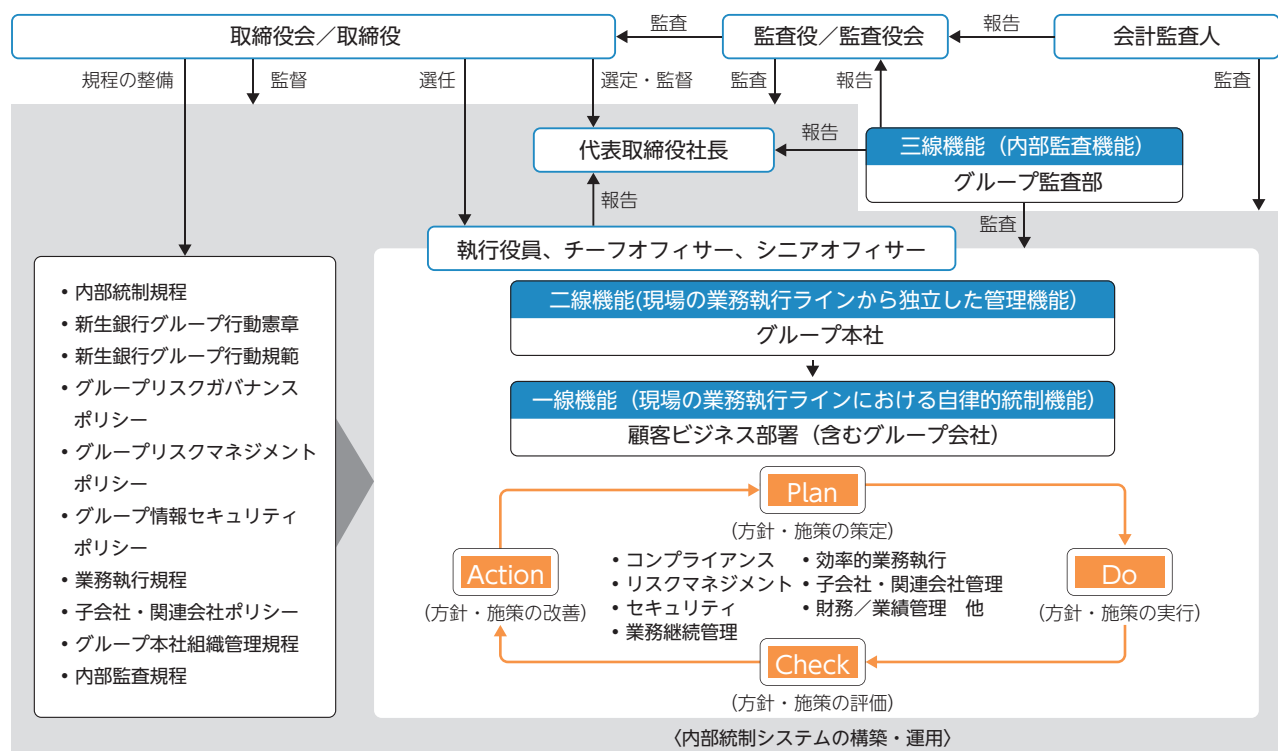 取締役会／取締役
監査
監査役／監査役会
報告
会計監査人
規程の整備
監督
選任
選定・監督
監査
報告
監査
代表取締役社長
報告
三線機能（内部監査機能）
グループ監査部
報告
監査
執行役員、チーフオフィサー、シニアオフィサー
・内部統制規程
・新生銀行グループ行動憲章
・新生銀行グループ行動規範
・グループリスクガバナンス
ポリシー
・グループリスクマネジメント
ポリシー
・グループ情報セキュリティ
ポリシー
・業務執行規程
・子会社・関連会社ポリシー
・グループ本社組織管理規程
・内部監査規程
二線機能(現場の業務執行ラインから独立した管理機能)
グループ本社
一線機能（現場の業務執行ラインにおける自律的統制機能）
顧客ビジネス部署（含むグループ会社）
Plan
(方針・施策の策定)
Action
(方針・施策の改善)
・コンプライアンス
・リスクマネジメント
・セキュリティ
・業務継続管理
・効率的業務執行
・子会社・関連会社管理
・財務／業績管理　他
Do
(方針・施策の実行)
Check
(方針・施策の評価)
〈内部統制システムの構築・運用〉